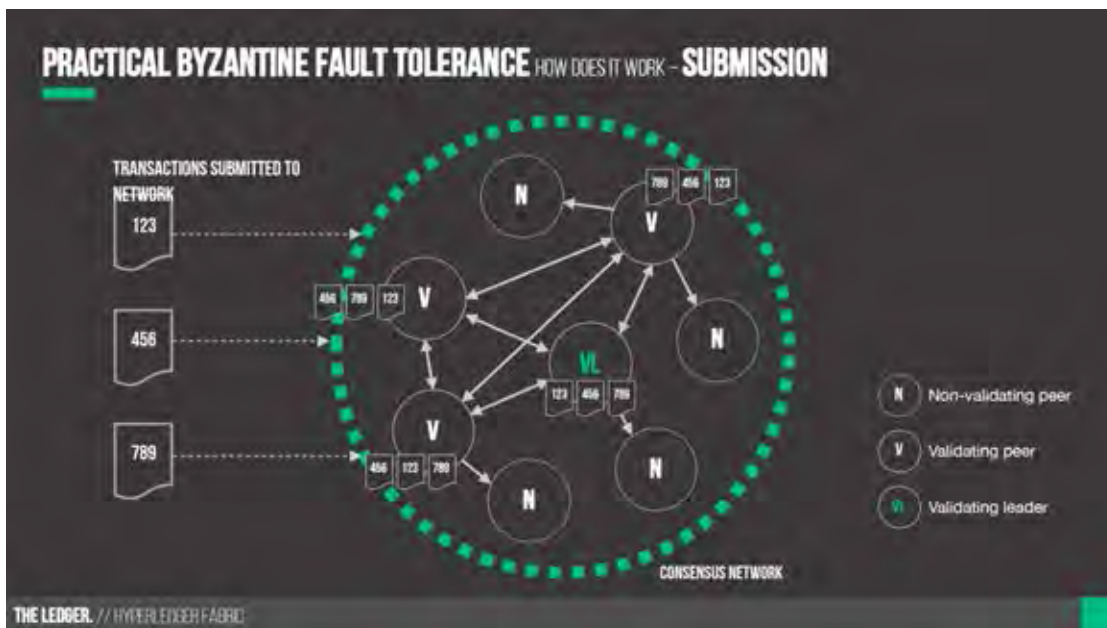 PRACTICAL BYZANTINE FAULT TOLERANCE HOW DOES IT WORK – SUBMISSION
TRANSACTIONS SUBMITTED TO
NETWORK
123
456
789
N
789 456 123
V
456 789 123
V
N
VL
123 456 789
V
456 123 789
N
N
N Non-validating peer
V Validating peer
VL Validating leader
CONSENSUS NETWORK
THE LEDGER. // HYPERLEDGER FABRIC